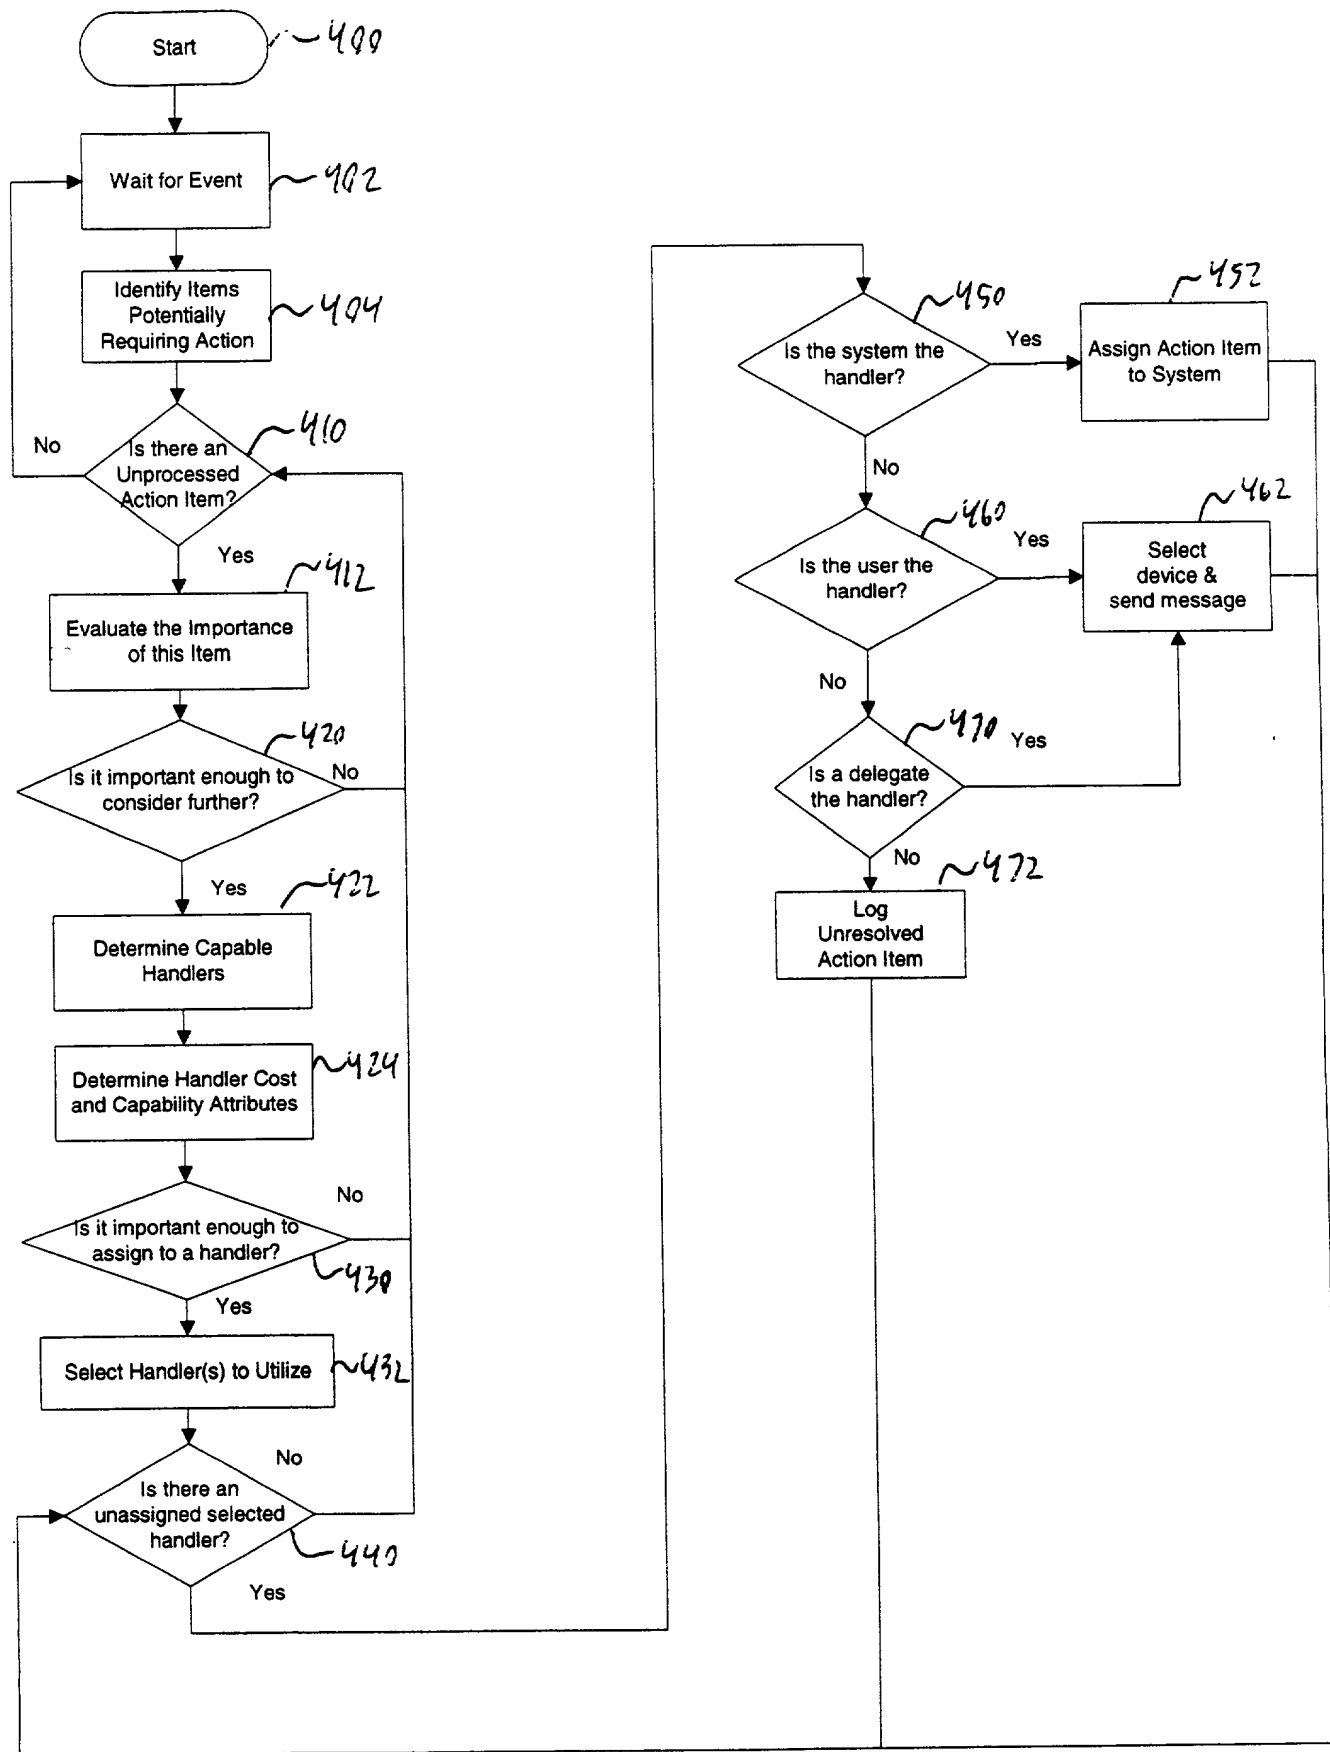 Start
400
Wait for Event
402
Identify Items
Potentially
Requiring Action
404
Is there an
Unprocessed
Action Item?
410
No
Yes
412
Evaluate the Importance
of this Item
420
Is it important enough to
consider further?
No
Yes
422
Determine Capable
Handlers
424
Determine Handler Cost
and Capability Attributes
No
Is it important enough to
assign to a handler?
430
Yes
Select Handler(s) to Utilize
432
No
Is there an
unassigned selected
handler?
440
Yes
450
Is the system the
handler?
Yes
452
Assign Action Item
to System
No
460
Is the user the
handler?
Yes
462
Select
device &
send message
No
470
Is a delegate
the handler?
Yes
No
472
Log
Unresolved
Action Item